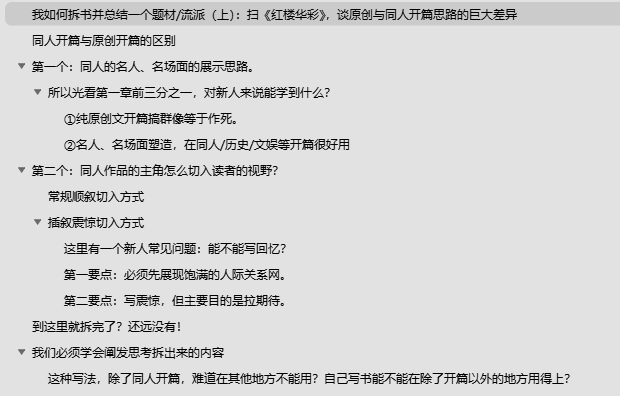 我如何拆书并总结一个题材/流派（上）：扫《红楼华彩》，谈原创与同人开篇思路的巨大差异
同人开篇与原创开篇的区别
第一个：同人的名人、名场面的展示思路。
所以光看第一章前三分之一，对新人来说能学到什么？
①纯原创文开篇搞群像等于作死。
②名人、名场面塑造，在同人/历史/文娱等开篇很好用
第二个：同人作品的主角怎么切入读者的视野？
常规顺叙切入方式
插叙震惊切入方式
这里有一个新人常见问题：能不能写回忆？
第一要点：必须先展现饱满的人际关系网。
第二要点：写震惊，但主要目的是拉期待。
到这里就拆完了？还远没有！
我们必须学会阐发思考拆出来的内容
这种写法，除了同人开篇，难道在其他地方不能用？自己写书能不能在除了开篇以外的地方用得上？